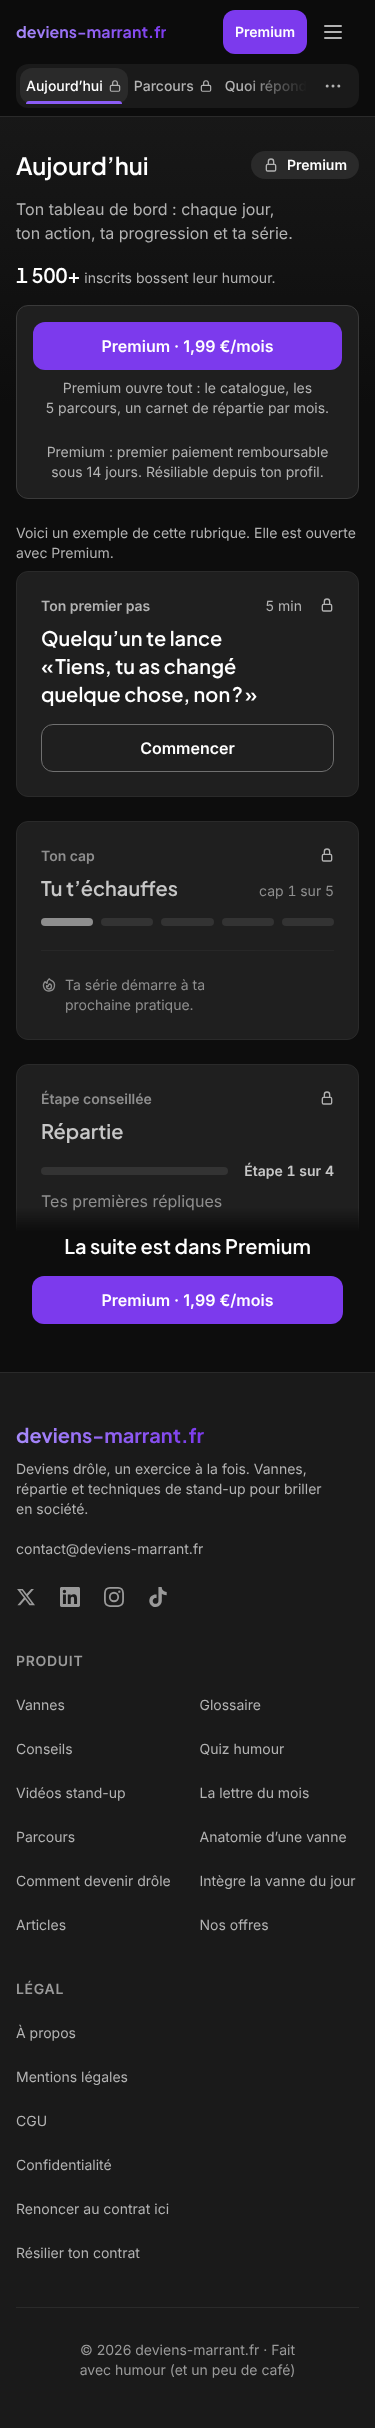 deviens-marrant.fr
Premium
Aujourd’hui
Parcours
Quoi répond
Aujourd’hui
Premium
Ton tableau de bord : chaque jour,
ton action, ta progression et ta série.
1 500+ inscrits bossent leur humour.
Premium · 1,99 €/mois
Premium ouvre tout : le catalogue, les
5 parcours, un carnet de répartie par mois.
Premium : premier paiement remboursable
sous 14 jours. Résiliable depuis ton profil.
Voici un exemple de cette rubrique. Elle est ouverte
avec Premium.
Ton premier pas
5 min
Quelqu’un te lance
« Tiens, tu as changé
quelque chose, non ? »
Commencer
Ton cap
Tu t’échauffes
cap 1 sur 5
Ta série démarre à ta
prochaine pratique.
Étape conseillée
Répartie
Étape 1 sur 4
Tes premières répliques
La suite est dans Premium
Premium · 1,99 €/mois
deviens-marrant.fr
Deviens drôle, un exercice à la fois. Vannes,
répartie et techniques de stand-up pour briller
en société.
contact@deviens-marrant.fr
PRODUIT
Vannes
Glossaire
Conseils
Quiz humour
Vidéos stand-up
La lettre du mois
Parcours
Anatomie d’une vanne
Comment devenir drôle
Intègre la vanne du jour
Articles
Nos offres
LÉGAL
À propos
Mentions légales
CGU
Confidentialité
Renoncer au contrat ici
Résilier ton contrat
© 2026 deviens-marrant.fr · Fait
avec humour (et un peu de café)